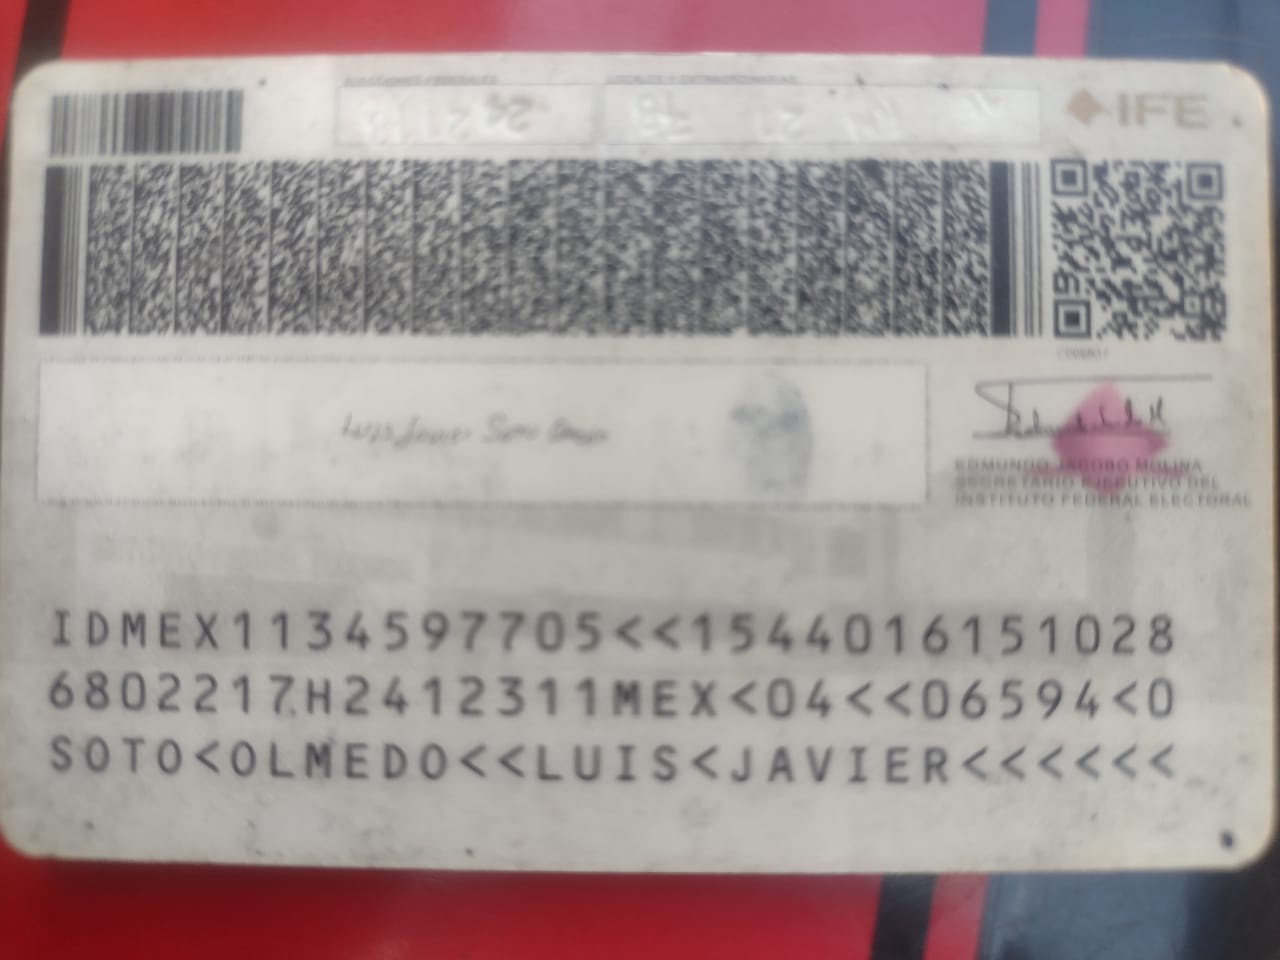 IFE
EDMUNDO JACOBO MOLINA
SECRETARIO EJECUTIVO DEL
INSTITUTO FEDERAL ELECTORAL
IDMEX1134597705<<1544016151028
6802217H2412311MEX<04<<06594<0
SOTO<OLMEDO<<LUIS<JAVIER<<<<<<